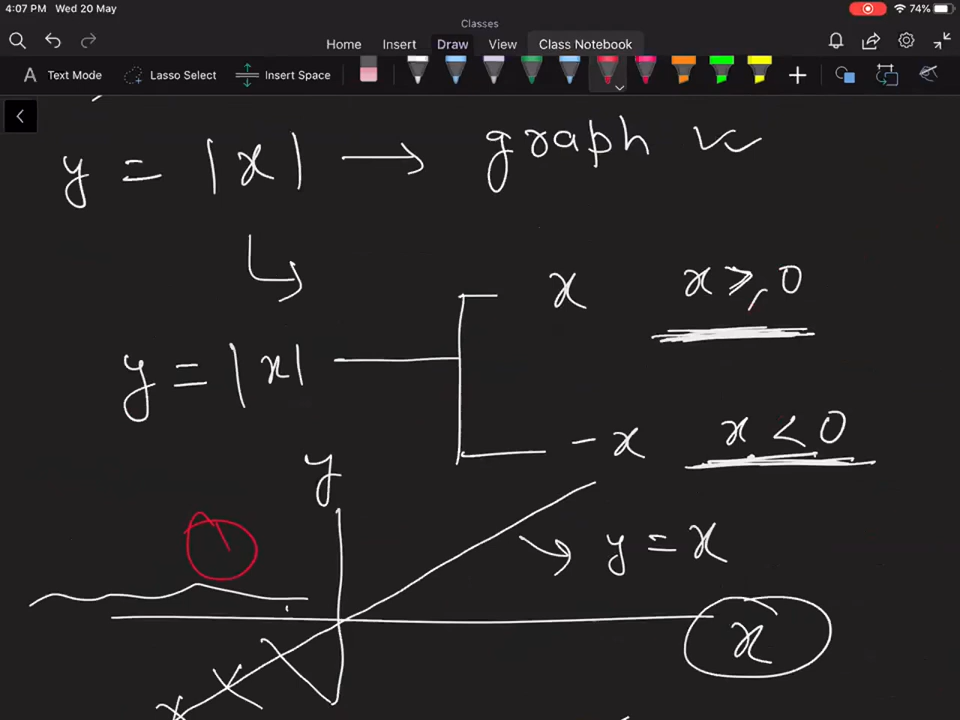 4:07 PM Wed 20 May 74%
Classes
Home Insert Draw View Class Notebook
A Text Mode Lasso Select Insert Space
y = |x| → graph
x x ≥ 0
y = |x|
-x x < 0
y
y = x
x